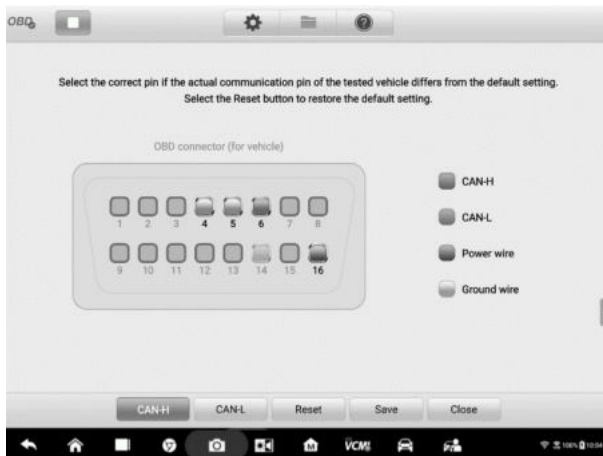 OBD
Select the correct pin if the actual communication pin of the tested vehicle differs from the default setting.
Select the Reset button to restore the default setting.
OBD connector (for vehicle)
1 2 3 4 5 6 7 8
9 10 11 12 13 14 15 16
CAN-H
CAN-L
Power wire
Ground wire
CAN-H CAN-L Reset Save Close
M VCMI 100% 10:04